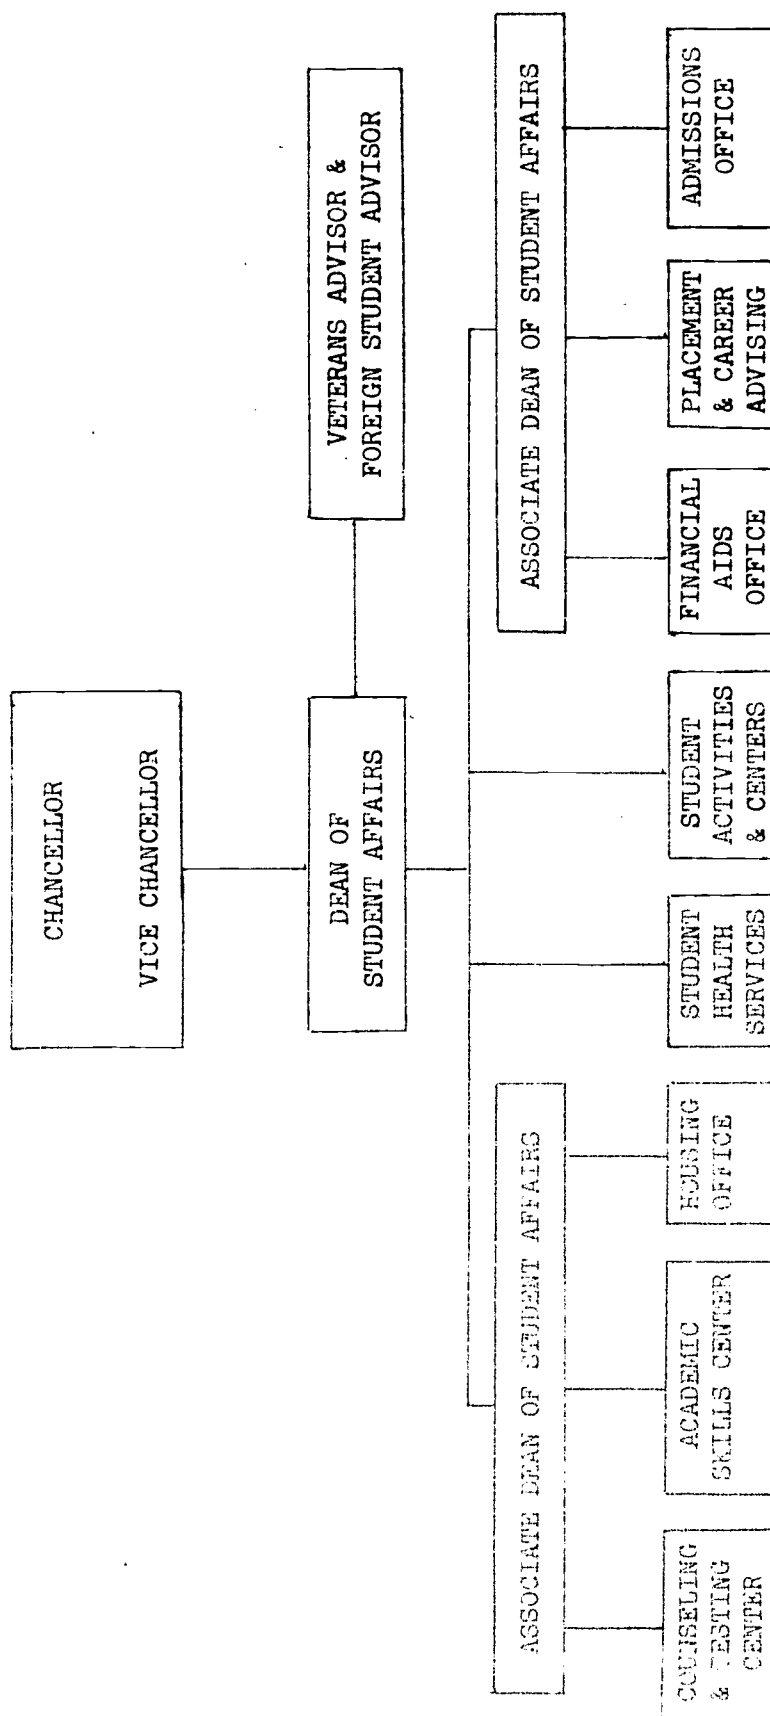 CHANCELLOR
VICE CHANCELLOR
DEAN OF
STUDENT AFFAIRS
VETERANS ADVISOR &
FOREIGN STUDENT ADVISOR
ASSOCIATE DEAN OF STUDENT AFFAIRS
ASSOCIATE DEAN OF STUDENT AFFAIRS
COUNSELING
& TESTING
CENTER
ACADEMIC
SKILLS CENTER
HOUSING
OFFICE
STUDENT
HEALTH
SERVICES
STUDENT
ACTIVITIES
& CENTERS
FINANCIAL
AIDS
OFFICE
PLACEMENT
& CAREER
ADVISING
ADMISSIONS
OFFICE